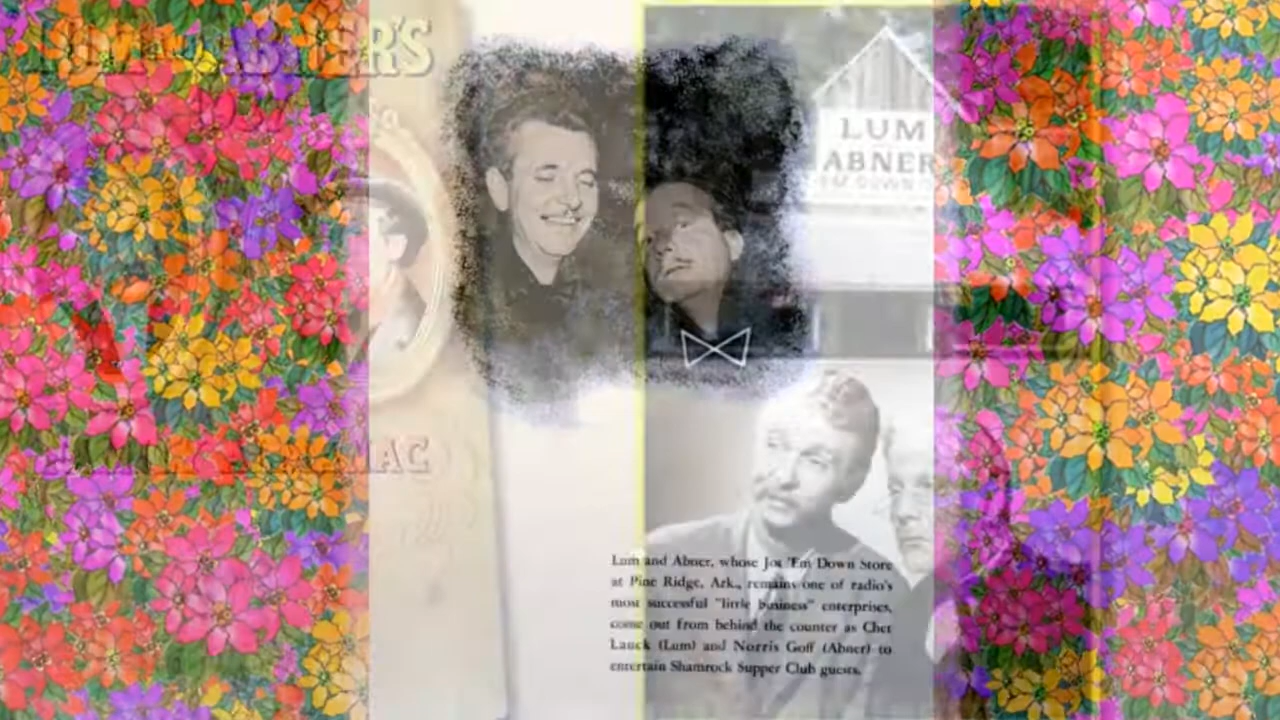 LUM
ABNER
Lum and Abner, whose Jot 'Em Down Store
at Pine Ridge, Ark., remains one of radio's
most successful "little business" enterprises,
come out from behind the counter as Chet
Lauck (Lum) and Norris Goff (Abner) to
entertain Shamrock Supper Club guests.